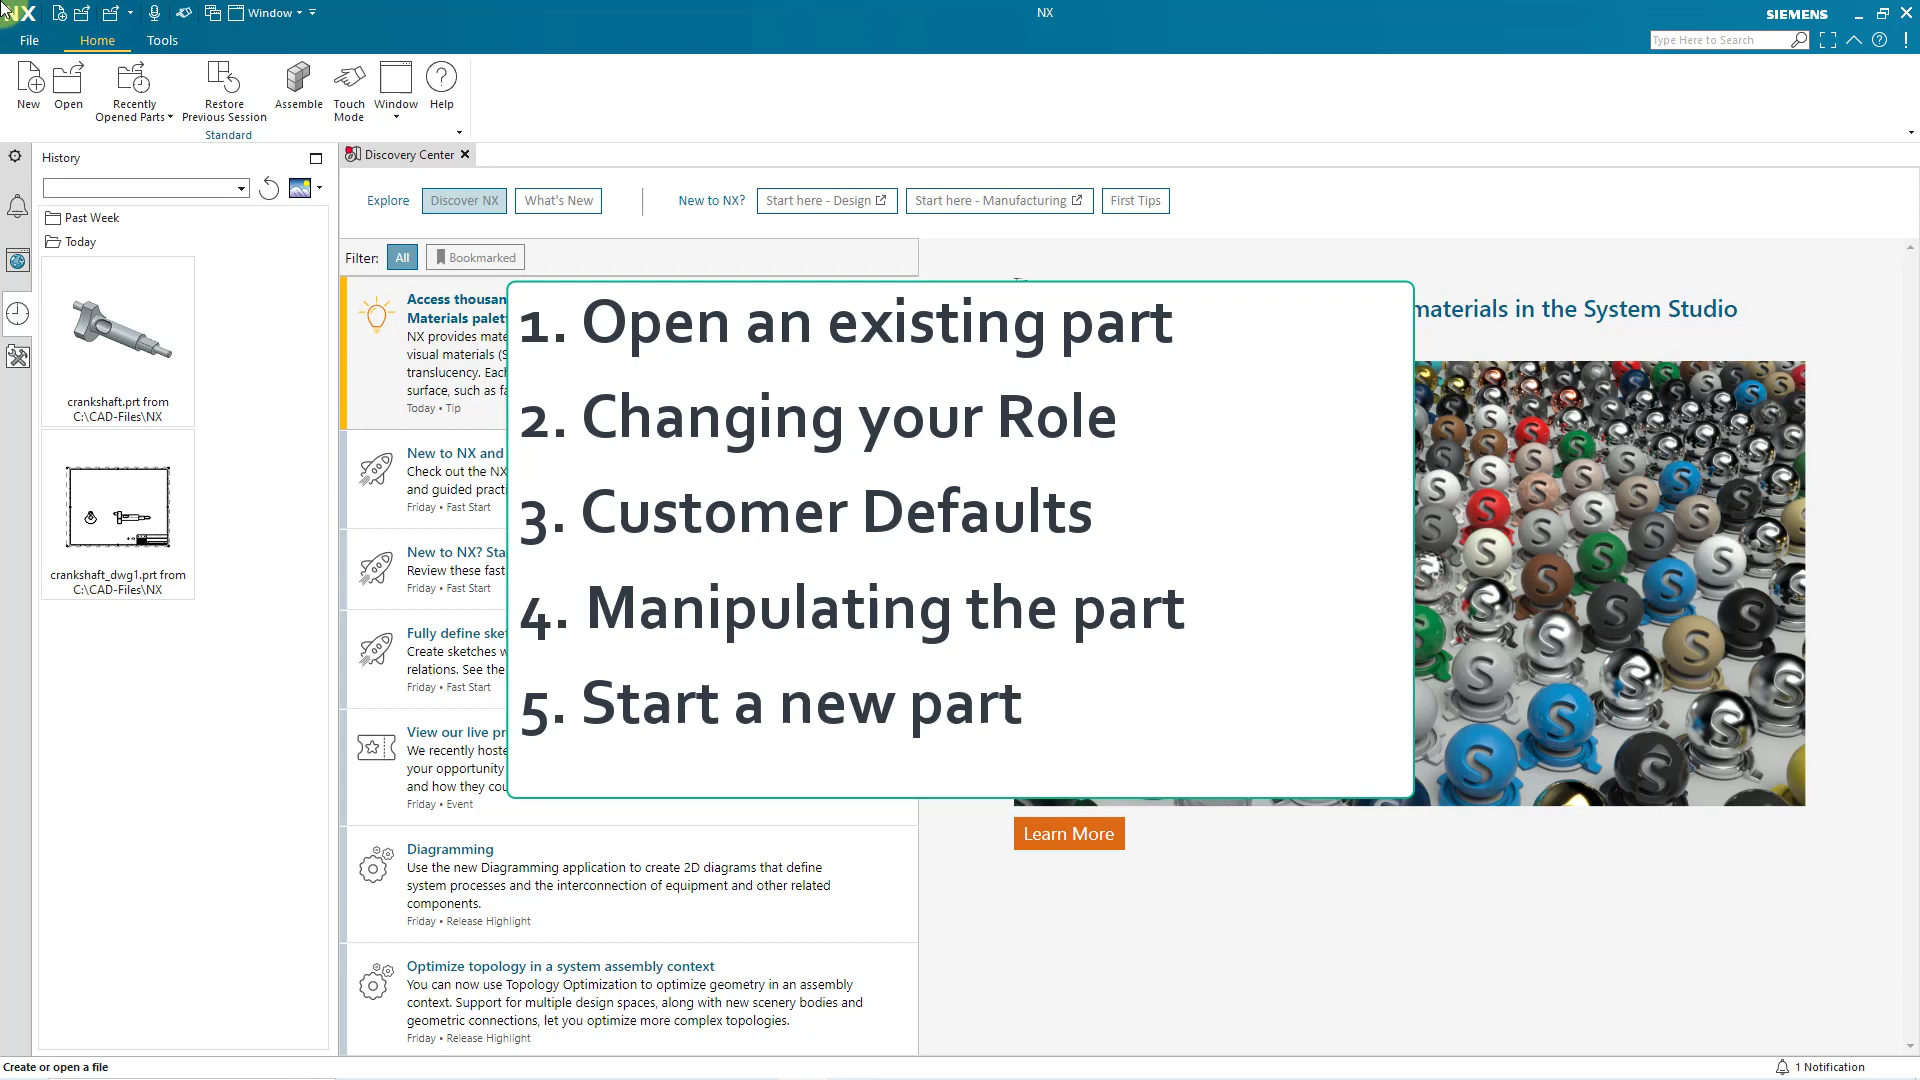 NX
Window
NX
SIEMENS
File
Home
Tools
Type Here to Search
New
Open
Recently
Opened Parts
Restore
Previous Session
Assemble
Touch
Mode
Window
Help
Standard
History
Discovery Center
Past Week
Today
crankshaft.prt from
C:\CAD-Files\NX
crankshaft_dwg1.prt from
C:\CAD-Files\NX
Explore
Discover NX
What's New
New to NX?
Start here - Design
Start here - Manufacturing
First Tips
Filter:
All
Bookmarked
Access thousan
Materials palet
NX provides mate
visual materials (S
translucency. Each
surface, such as fa
Today • Tip
New to NX and
Check out the NX
and guided practi
Friday • Fast Start
New to NX? Sta
Review these fast
Friday • Fast Start
Fully define ske
Create sketches w
relations. See the
Friday • Fast Start
View our live pr
We recently hoste
your opportunity
and how they cou
Friday • Event
Diagramming
Use the new Diagramming application to create 2D diagrams that define
system processes and the interconnection of equipment and other related
components.
Friday • Release Highlight
Optimize topology in a system assembly context
You can now use Topology Optimization to optimize geometry in an assembly
context. Support for multiple design spaces, along with new scenery bodies and
geometric connections, let you optimize more complex topologies.
Friday • Release Highlight
1. Open an existing part
2. Changing your Role
3. Customer Defaults
4. Manipulating the part
5. Start a new part
materials in the System Studio
Learn More
Create or open a file
1 Notification